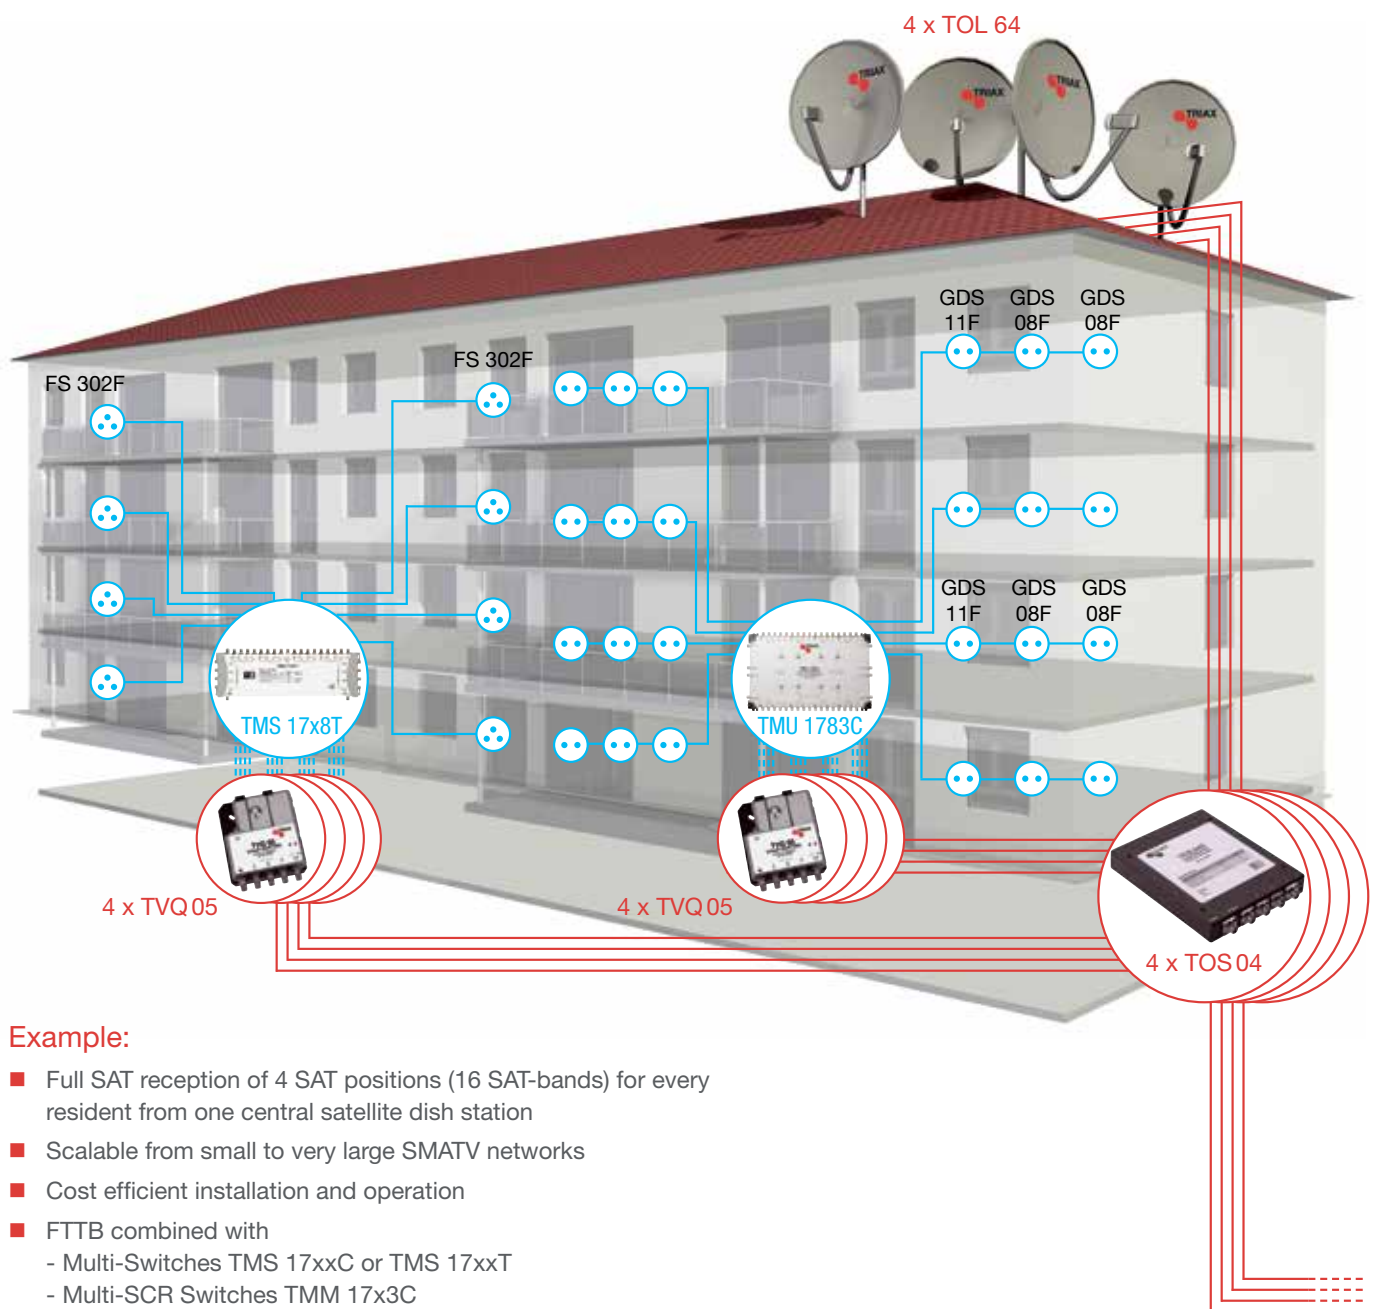 4 x TOL 64
TRIAX
TRIAX
TRIAX
TRIAX
GDS GDS GDS
11F 08F 08F
FS 302F
FS 302F
GDS GDS GDS
11F 08F 08F
TMS 17x8T
TMU 1783C
4 x TVQ 05
4 x TVQ 05
4 x TOS 04
Example:
Full SAT reception of 4 SAT positions (16 SAT-bands) for every
resident from one central satellite dish station
Scalable from small to very large SMATV networks
Cost efficient installation and operation
FTTB combined with
- Multi-Switches TMS 17xxC or TMS 17xxT
- Multi-SCR Switches TMM 17x3C